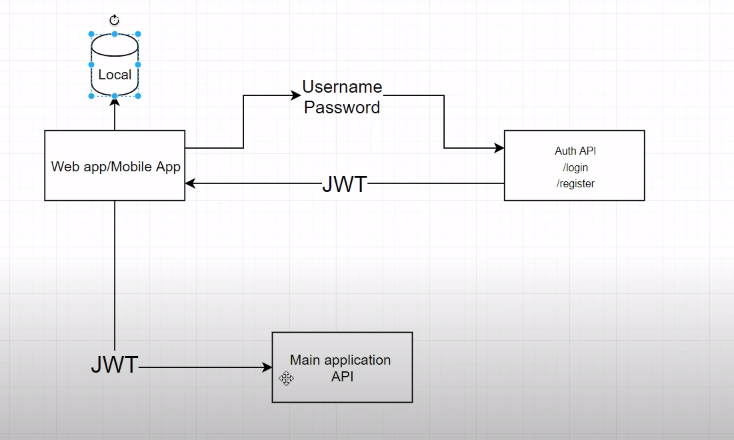 Local
Username
Password
Web app/Mobile App
Auth API
/login
/register
JWT
JWT
Main application
API